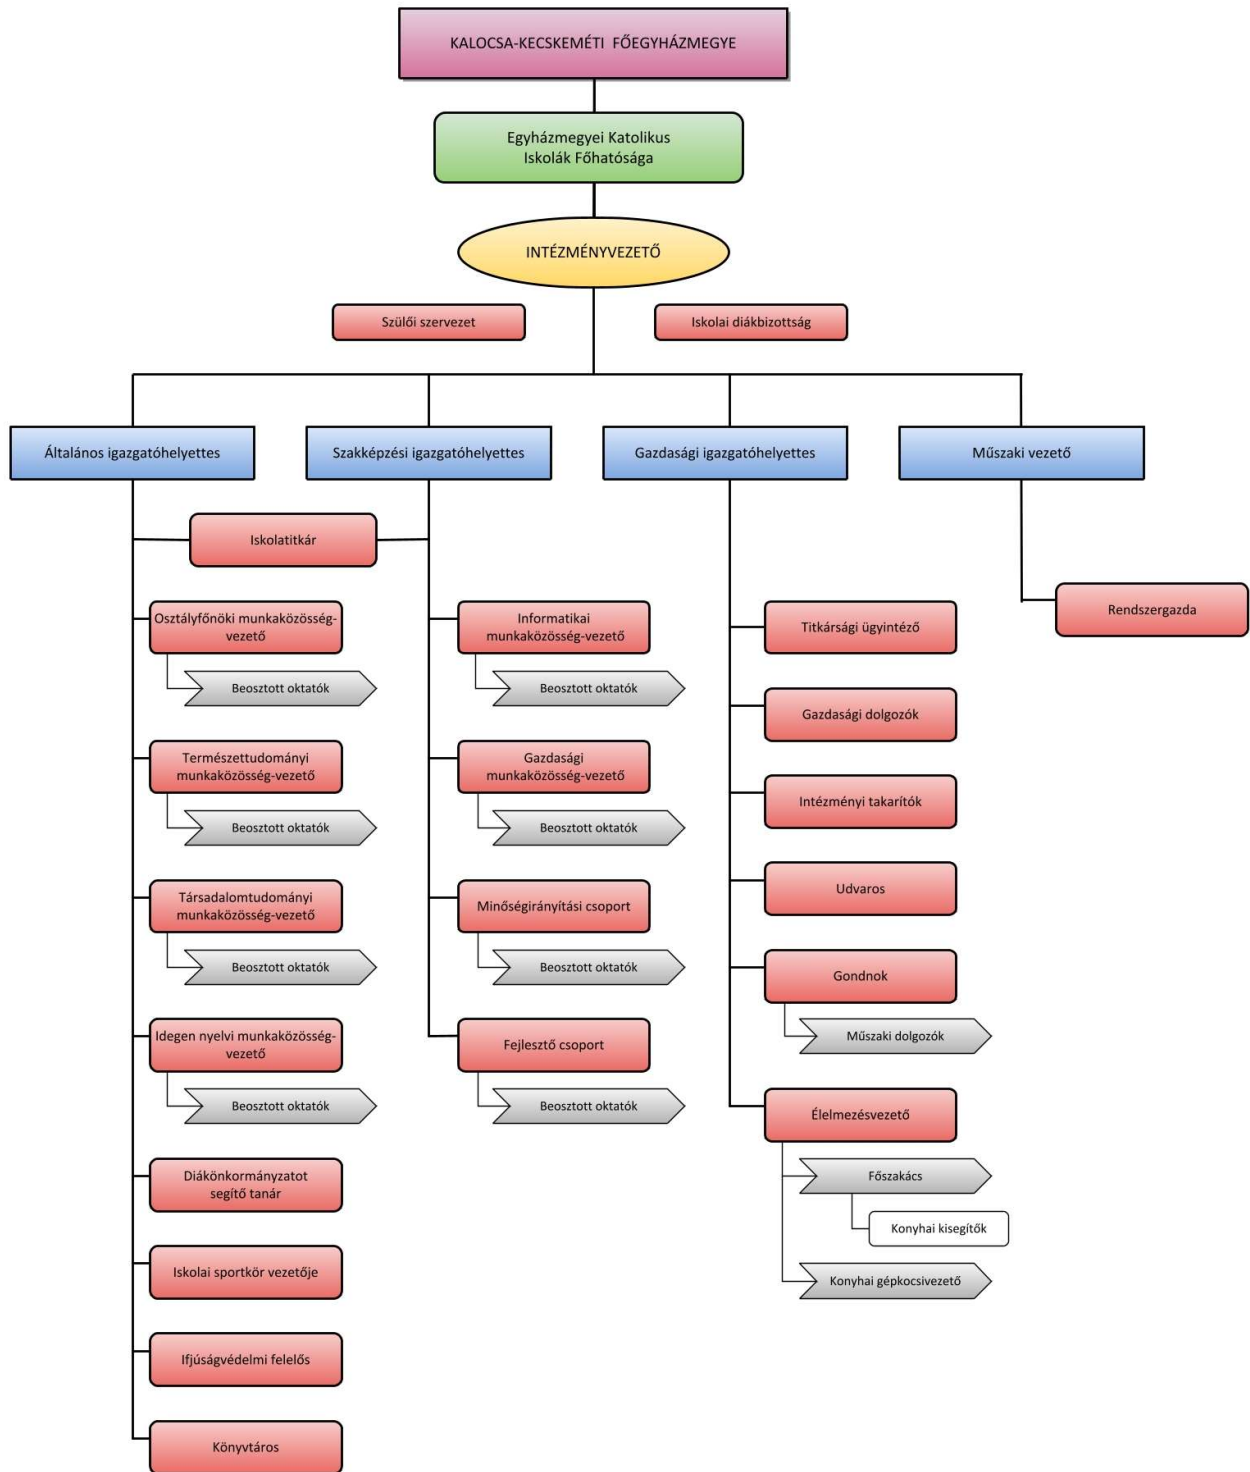 KALOCSA-KECSKEMÉTI FŐEGYHÁZMEGYE
Egyházmegyei Katolikus
Iskolák Főhatósága
INTÉZMÉNYVEZETŐ
Szülői szervezet
Iskolai diákbizottság
Általános igazgatóhelyettes
Szakképzési igazgatóhelyettes
Gazdasági igazgatóhelyettes
Műszaki vezető
Iskolatitkár
Osztályfőnöki munkaközösség-
vezető
Beosztott oktatók
Természettudományi
munkaközösség-vezető
Beosztott oktatók
Társadalomtudományi
munkaközösség-vezető
Beosztott oktatók
Idegen nyelvi munkaközösség-
vezető
Beosztott oktatók
Diákönkormányzatot
segítő tanár
Iskolai sportkör vezetője
Ifjúságvédelmi felelős
Könyvtáros
Informatikai
munkaközösség-vezető
Beosztott oktatók
Gazdasági
munkaközösség-vezető
Beosztott oktatók
Minőségirányítási csoport
Beosztott oktatók
Fejlesztő csoport
Beosztott oktatók
Titkársági ügyintéző
Gazdasági dolgozók
Intézményi takarítók
Udvaros
Gondnok
Műszaki dolgozók
Élelmezésvezető
Főszakács
Konyhai kisegítők
Konyhai gépkocsivezető
Rendszergazda